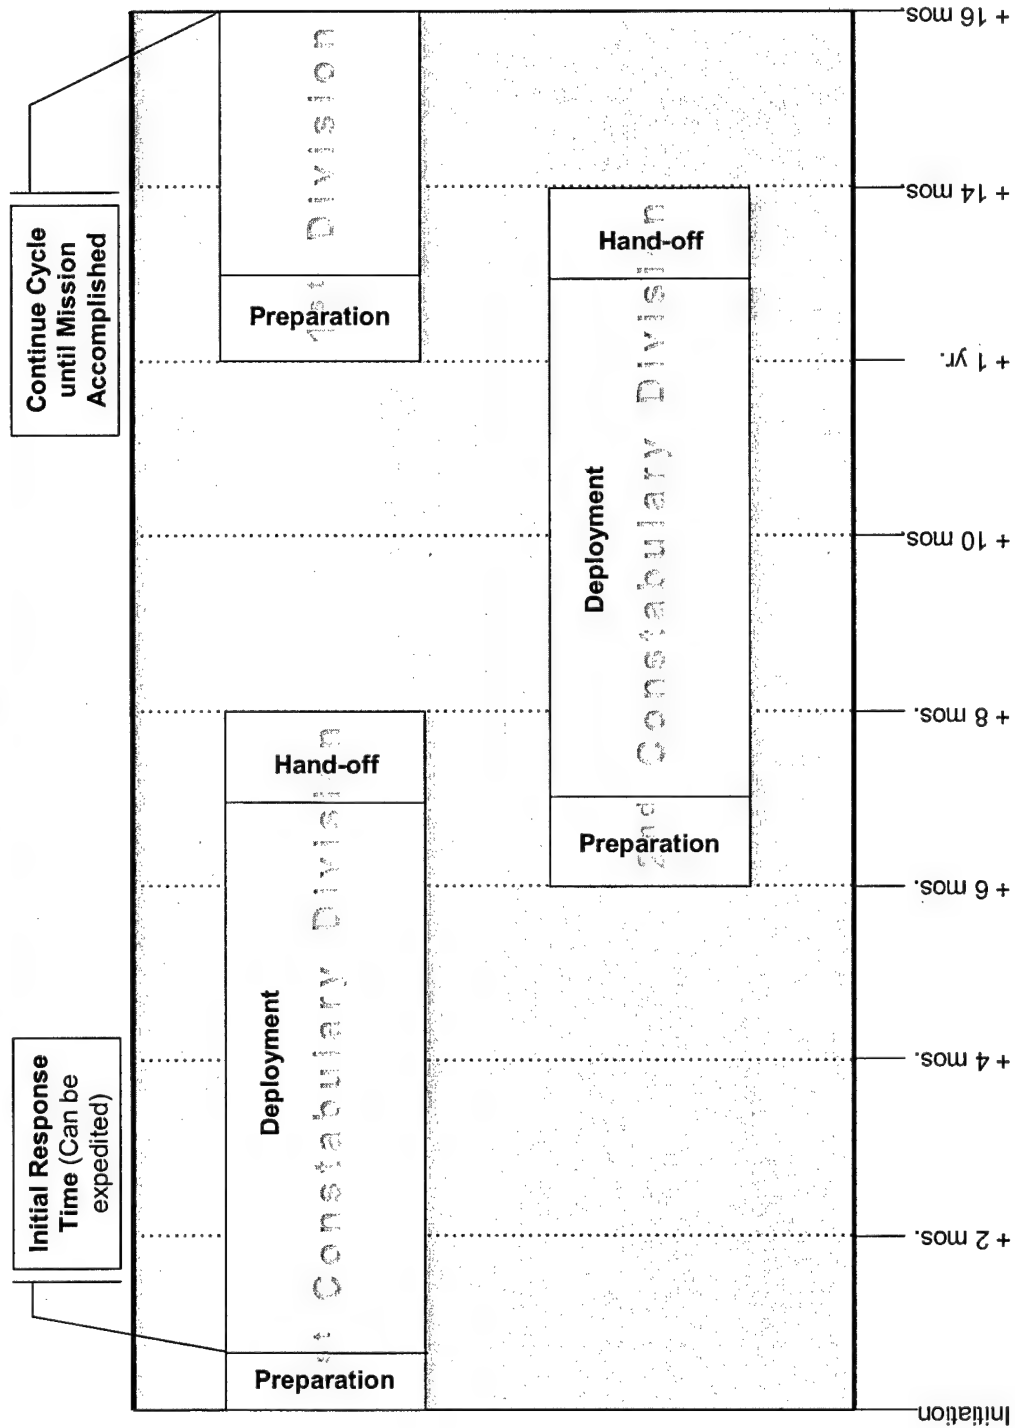 Continue Cycle
until Mission
Accomplished
Initial Response
Time (Can be
expedited)
1st Division
Preparation
Hand-off
Deployment
st Constabulary Division
Preparation
Hand-off
Deployment
2nd Constabulary Division
Preparation
+ 16 mos.
+ 14 mos.
+ 1 yr.
+ 10 mos.
+ 8 mos.
+ 6 mos.
+ 4 mos.
+ 2 mos.
Initiation